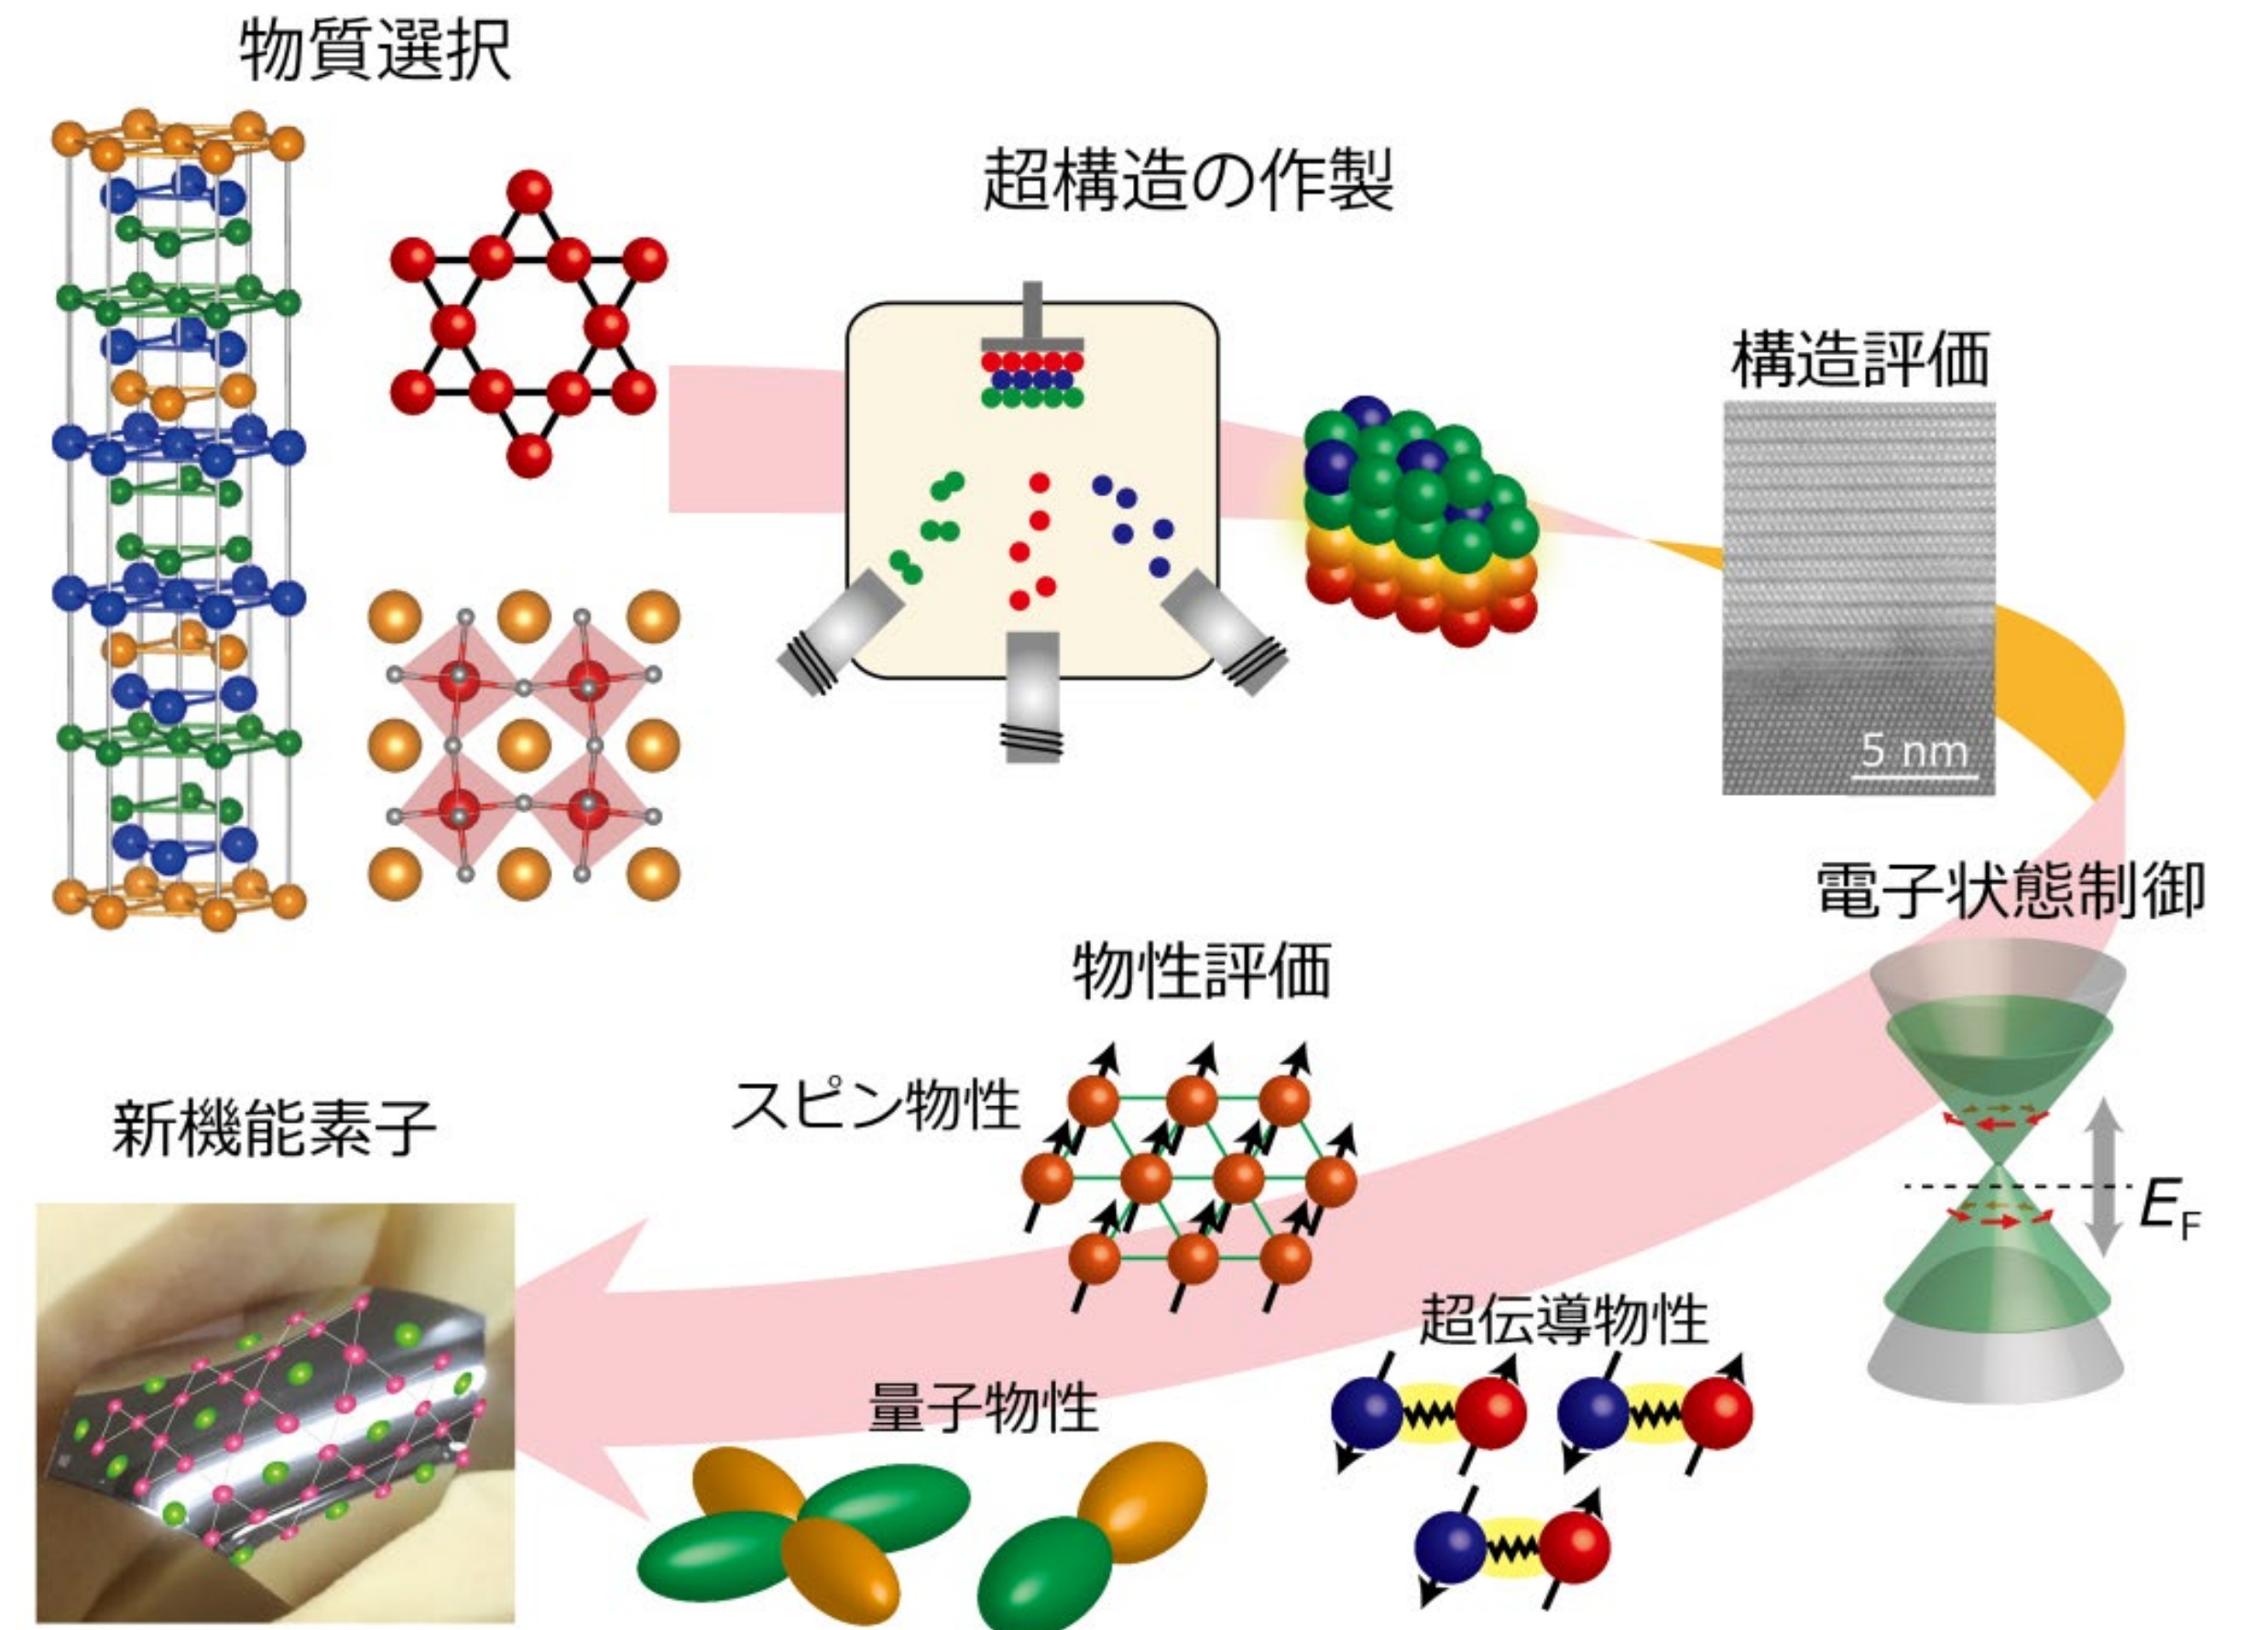 物質選択
超構造の作製
構造評価
5 nm
電子状態制御
EF
物性評価
スピン物性
超伝導物性
量子物性
新機能素子